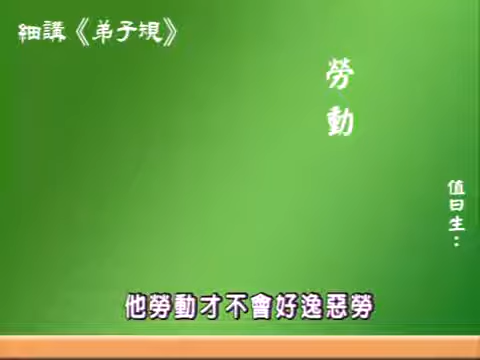 細講《弟子規》
勞動
值日生：
他勞動才不會好逸惡勞